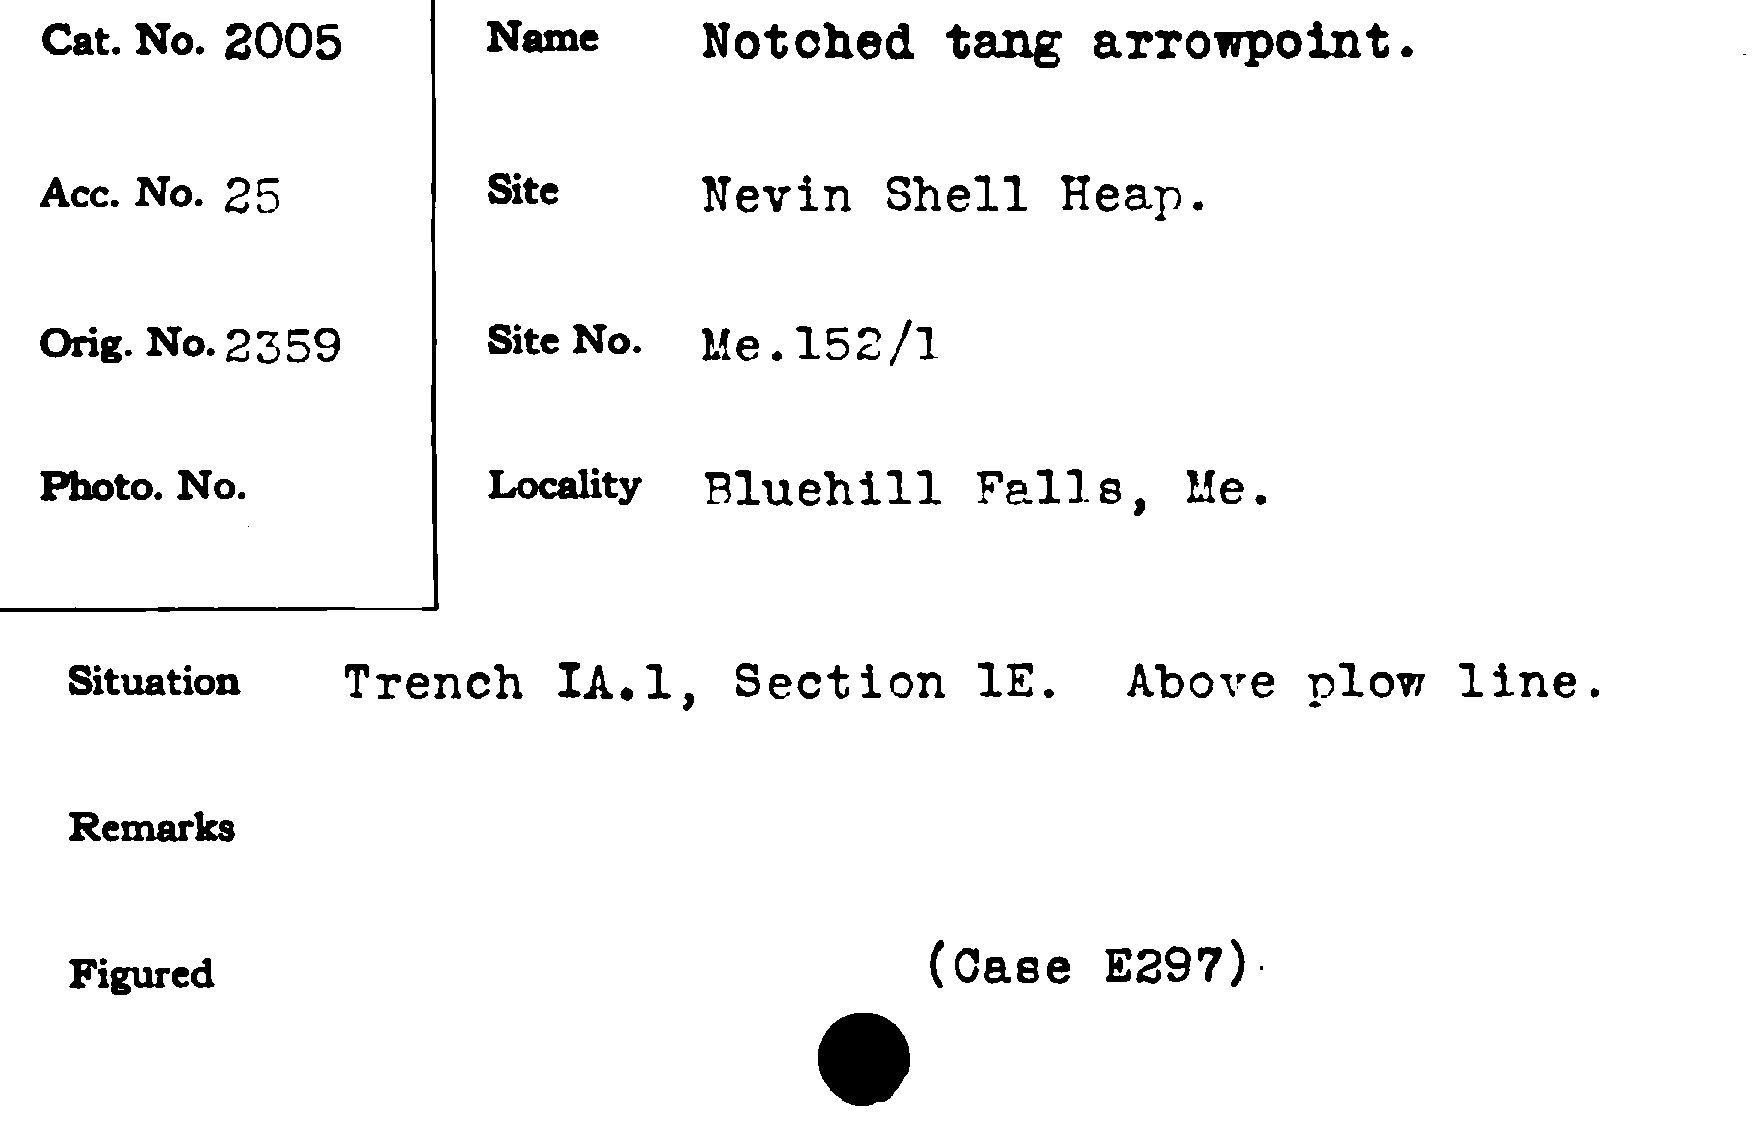 Cat. No. 2005 Name Notched tang arrowpoint.
Acc. No. 25 Site Nevin Shell Heap.
Orig. No. 2359 Site No. Me.152/1
Photo. No. Locality Bluehill Falls, Me.
Situation Trench IA.1, Section 1E. Above plow line.
Remarks
Figured (Case E297)